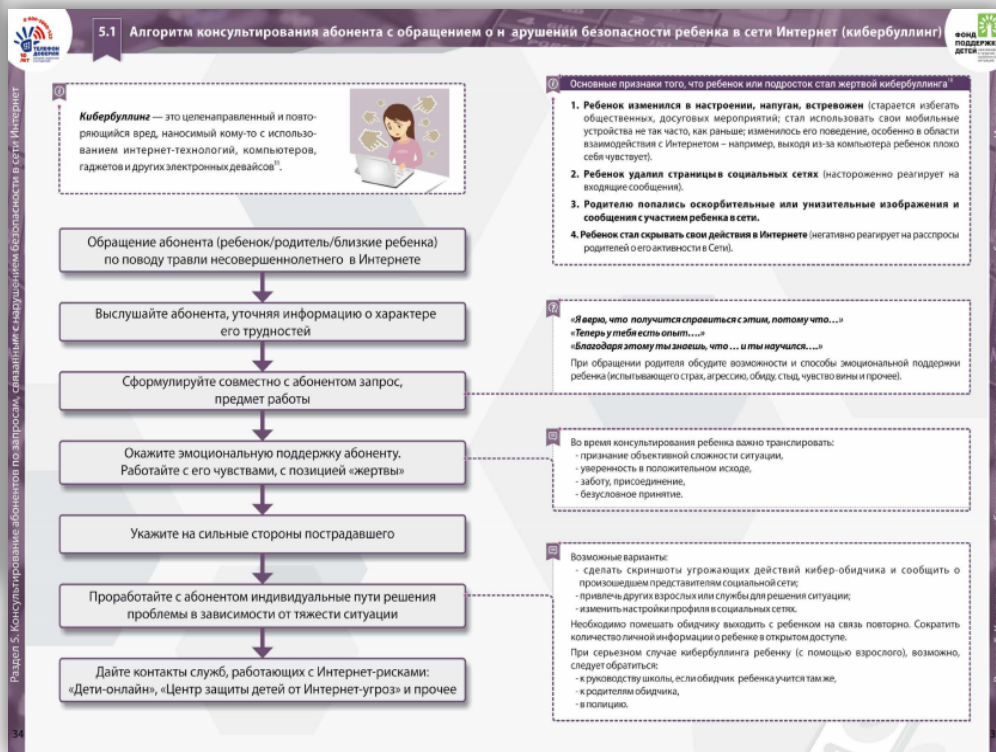 5.1 Алгоритм консультирования абонента с обращением о н арушении безопасности ребенка в сети Интернет (кибербуллинг)
ТЕЛЕФОН
ДОВЕРИЯ
ФОНД
ПОДДЕРЖКИ
ДЕТЕЙ
Раздел 5. Консультирование абонентов по запросам, связанным с нарушением безопасности в сети Интернет
Кибербуллинг — это целенаправленный и повто-
ряющийся вред, наносимый кому-то с использо-
ванием интернет-технологий, компьютеров,
гаджетов и других электронных девайсов
Обращение абонента (ребенок/родитель/близкие ребенка)
по поводу травли несовершеннолетнего в Интернете
Выслушайте абонента, уточняя информацию о характере
его трудностей
Сформулируйте совместно с абонентом запрос,
предмет работы
Окажите эмоциональную поддержку абоненту.
Работайте с его чувствами, с позицией «жертвы»
Укажите на сильные стороны пострадавшего
Проработайте с абонентом индивидуальные пути решения
проблемы в зависимости от тяжести ситуации
Дайте контакты служб, работающих с Интернет-рисками:
«Дети-онлайн», «Центр защиты детей от Интернет-угроз» и прочее
34
Основные признаки того, что ребенок или подросток стал жертвой кибербуллинга
1. Ребенок изменился в настроении, напуган, встревожен (старается избегать
общественных, досуговых мероприятий; стал использовать свои мобильные
устройства не так часто, как раньше; изменилось его поведение, особенно в области
взаимодействия с Интернетом – например, выходя из-за компьютера ребенок плохо
себя чувствует).
2. Ребенок удалил страницы в социальных сетях (настороженно реагирует на
входящие сообщения).
3. Родителю попались оскорбительные или унизительные изображения и
сообщения с участием ребенка в сети.
4. Ребенок стал скрывать свои действия в Интернете (негативно реагирует на расспросы
родителей о его активности в Сети).
«Я верю, что получится справиться с этим, потому что…»
«Теперь у тебя есть опыт….»
«Благодаря этому ты знаешь, что … и ты научился….»
При обращении родителя обсудите возможности и способы эмоциональной поддержки
ребенка (испытывающего страх, агрессию, обиду, стыд, чувство вины и прочее).
Во время консультирования ребенка важно транслировать:
- признание объективной сложности ситуации,
- уверенность в положительном исходе,
- заботу, присоединение,
- безусловное принятие.
Возможные варианты:
- сделать скриншоты угрожающих действий кибер-обидчика и сообщить о
произошедшем представителям социальной сети;
- привлечь других взрослых или службы для решения ситуации;
- изменить настройки профиля в социальных сетях.
Необходимо помешать обидчику выходить с ребенком на связь повторно. Сократить
количество личной информации о ребенке в открытом доступе.
При серьезном случае кибербуллинга ребенку (с помощью взрослого), возможно,
следует обратиться:
- к руководству школы, если обидчик ребенка учится там же,
- к родителям обидчика,
- в полицию.